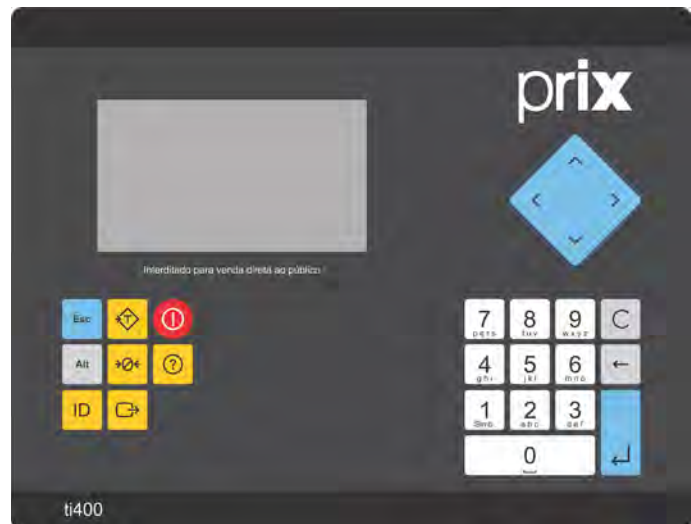 prix
Interditado para venda direta ao público
Esc
T
7
pqrs
8
tuv
9
wxyz
C
Alt
?
4
ghi
5
jkl
6
mno
ID
1
Simb
2
abc
3
def
0
ti400